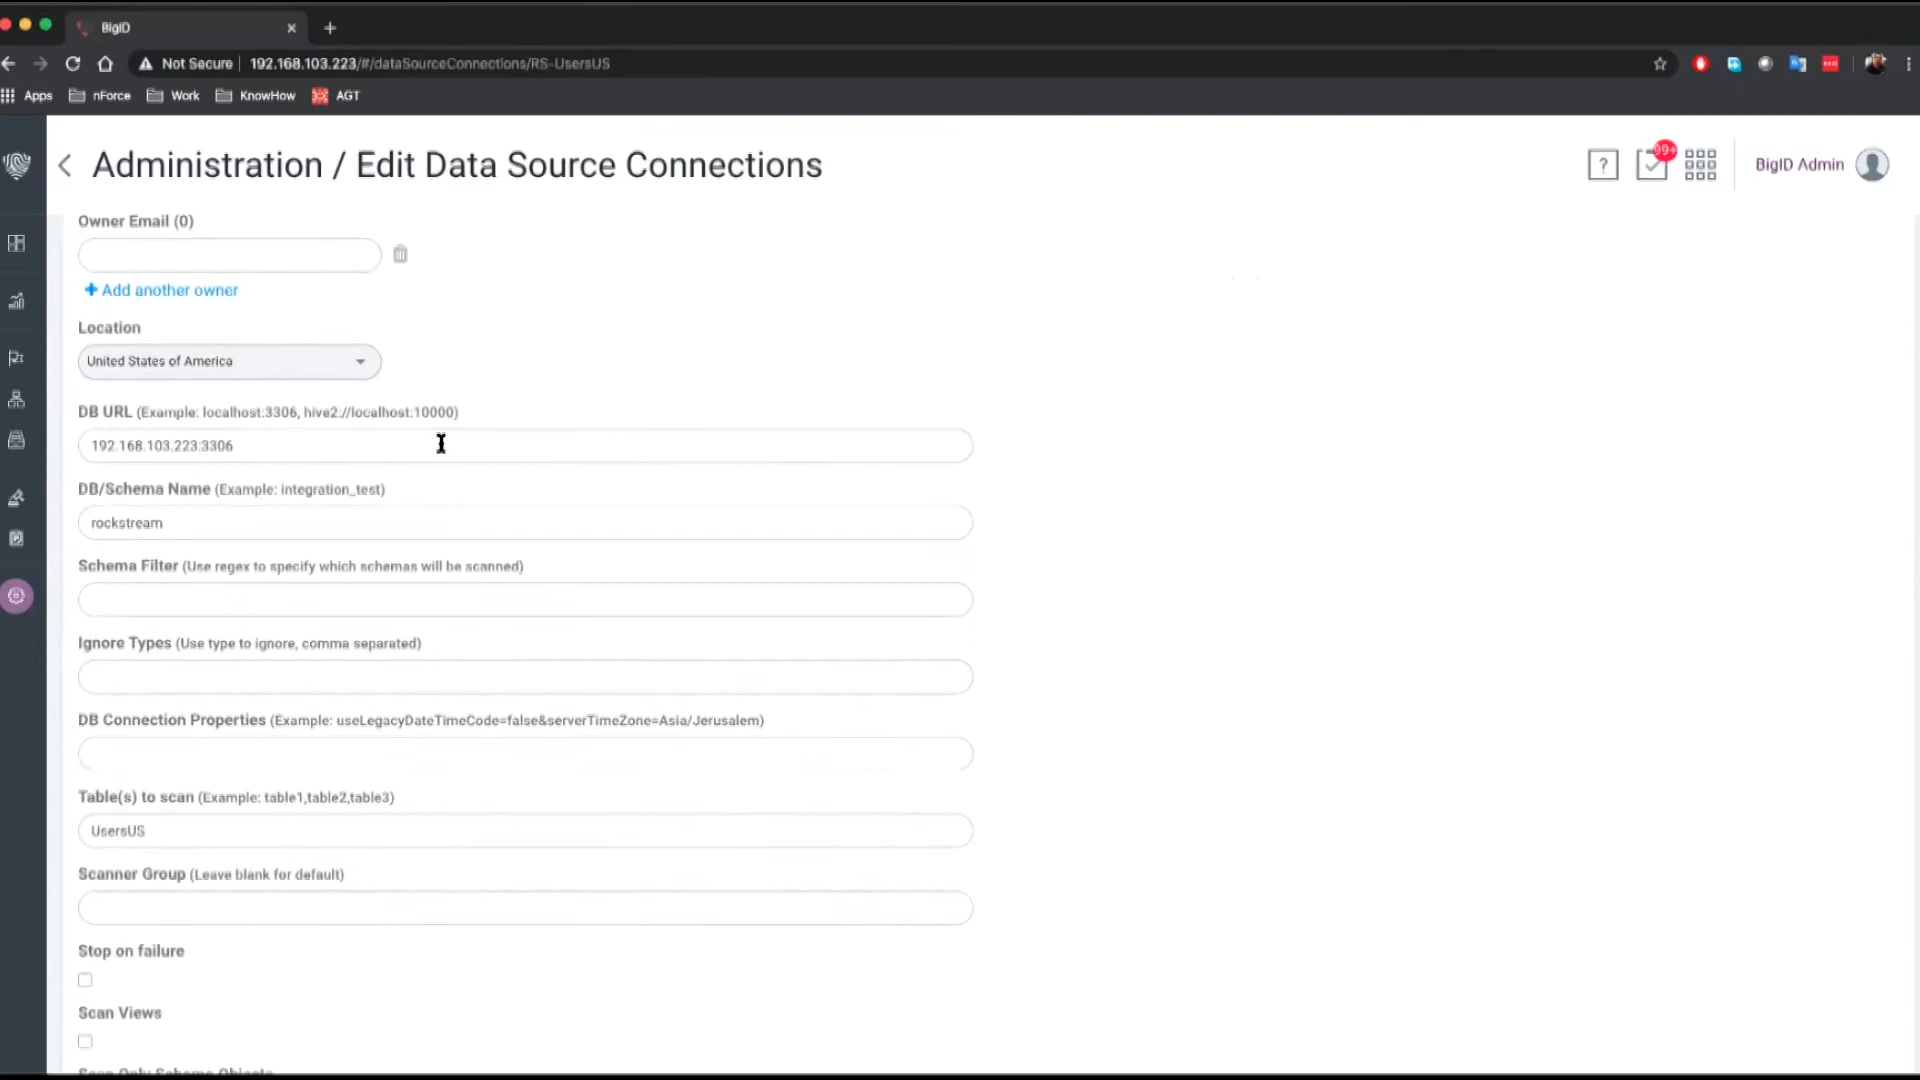 BigID
Not Secure 192.168.103.223/#/dataSourceConnections/RS-UsersUS
Apps nForce Work KnowHow AGT
Administration / Edit Data Source Connections
99+
BigID Admin
Owner Email (0)
+ Add another owner
Location
United States of America
DB URL (Example: localhost:3306, hive2://localhost:10000)
192.168.103.223:3306
DB/Schema Name (Example: integration_test)
rockstream
Schema Filter (Use regex to specify which schemas will be scanned)
Ignore Types (Use type to ignore, comma separated)
DB Connection Properties (Example: useLegacyDateTimeCode=false&serverTimeZone=Asia/Jerusalem)
Table(s) to scan (Example: table1,table2,table3)
UsersUS
Scanner Group (Leave blank for default)
Stop on failure
Scan Views